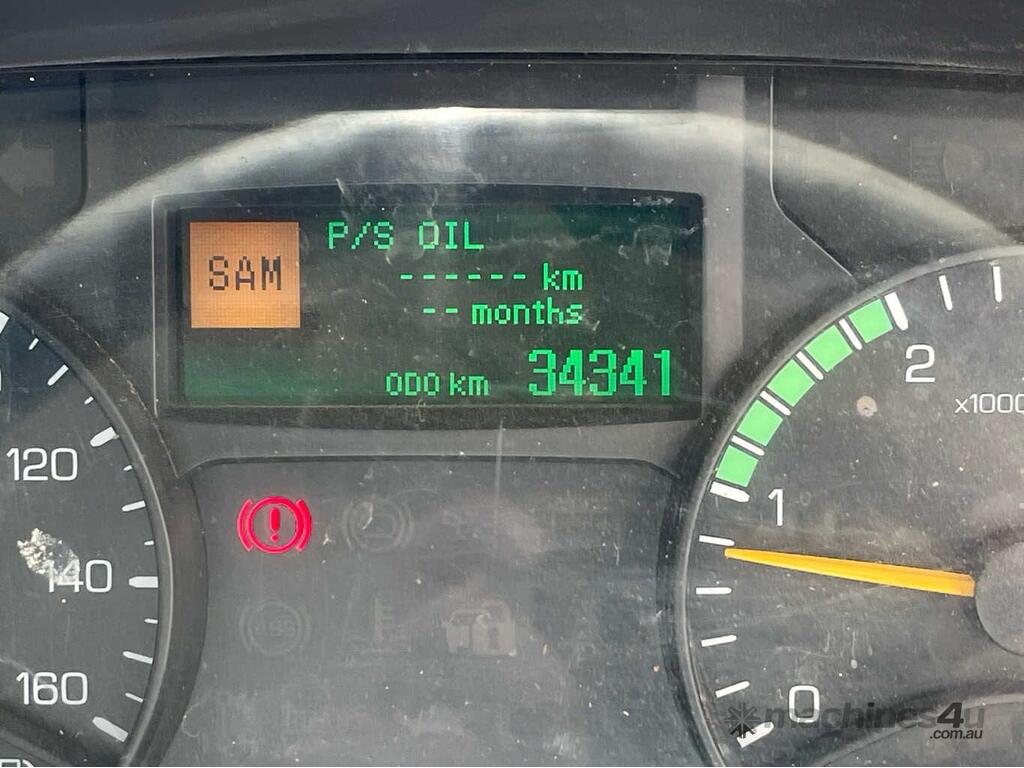 P/S OIL
SAM
------ km
-- months
ODO km 34341
120
140
160
2
x1000
1
0
machines4u
.com.au